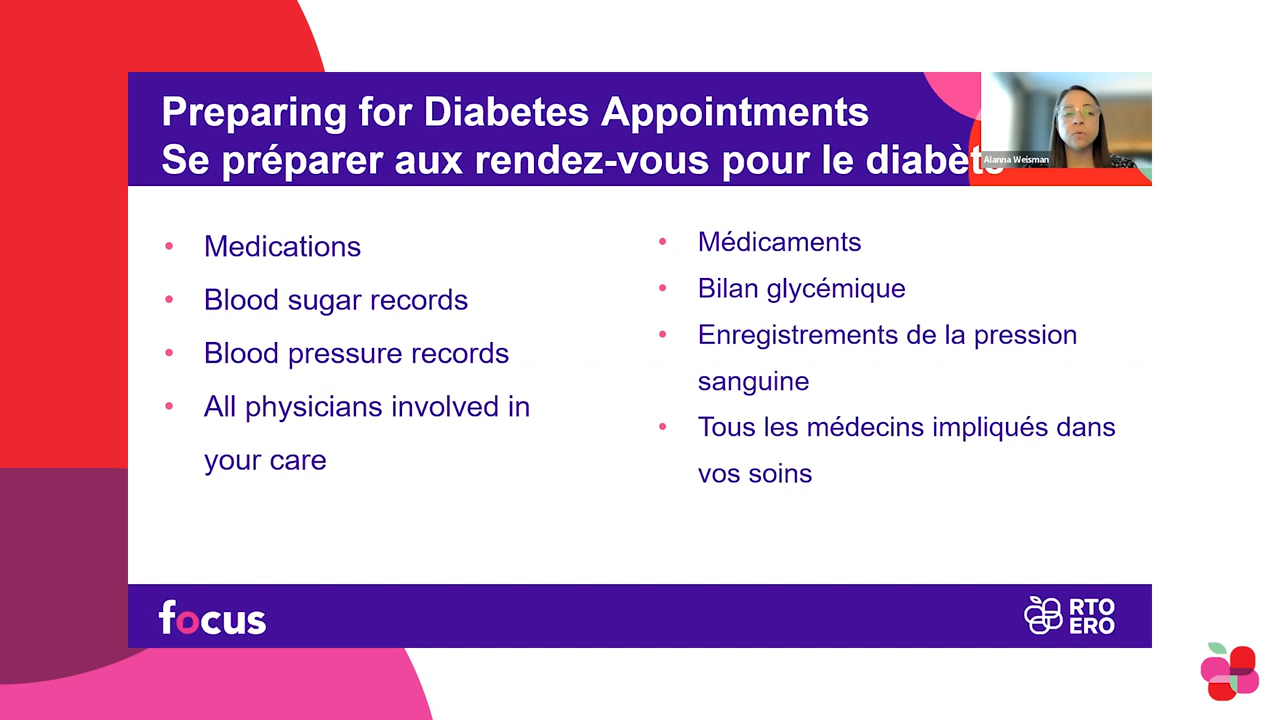 Preparing for Diabetes Appointments
Se préparer aux rendez-vous pour le diabète
Alanna Weisman
• Medications
• Blood sugar records
• Blood pressure records
• All physicians involved in
your care
• Médicaments
• Bilan glycémique
• Enregistrements de la pression
sanguine
• Tous les médecins impliqués dans
vos soins
focus
RTO
ERO